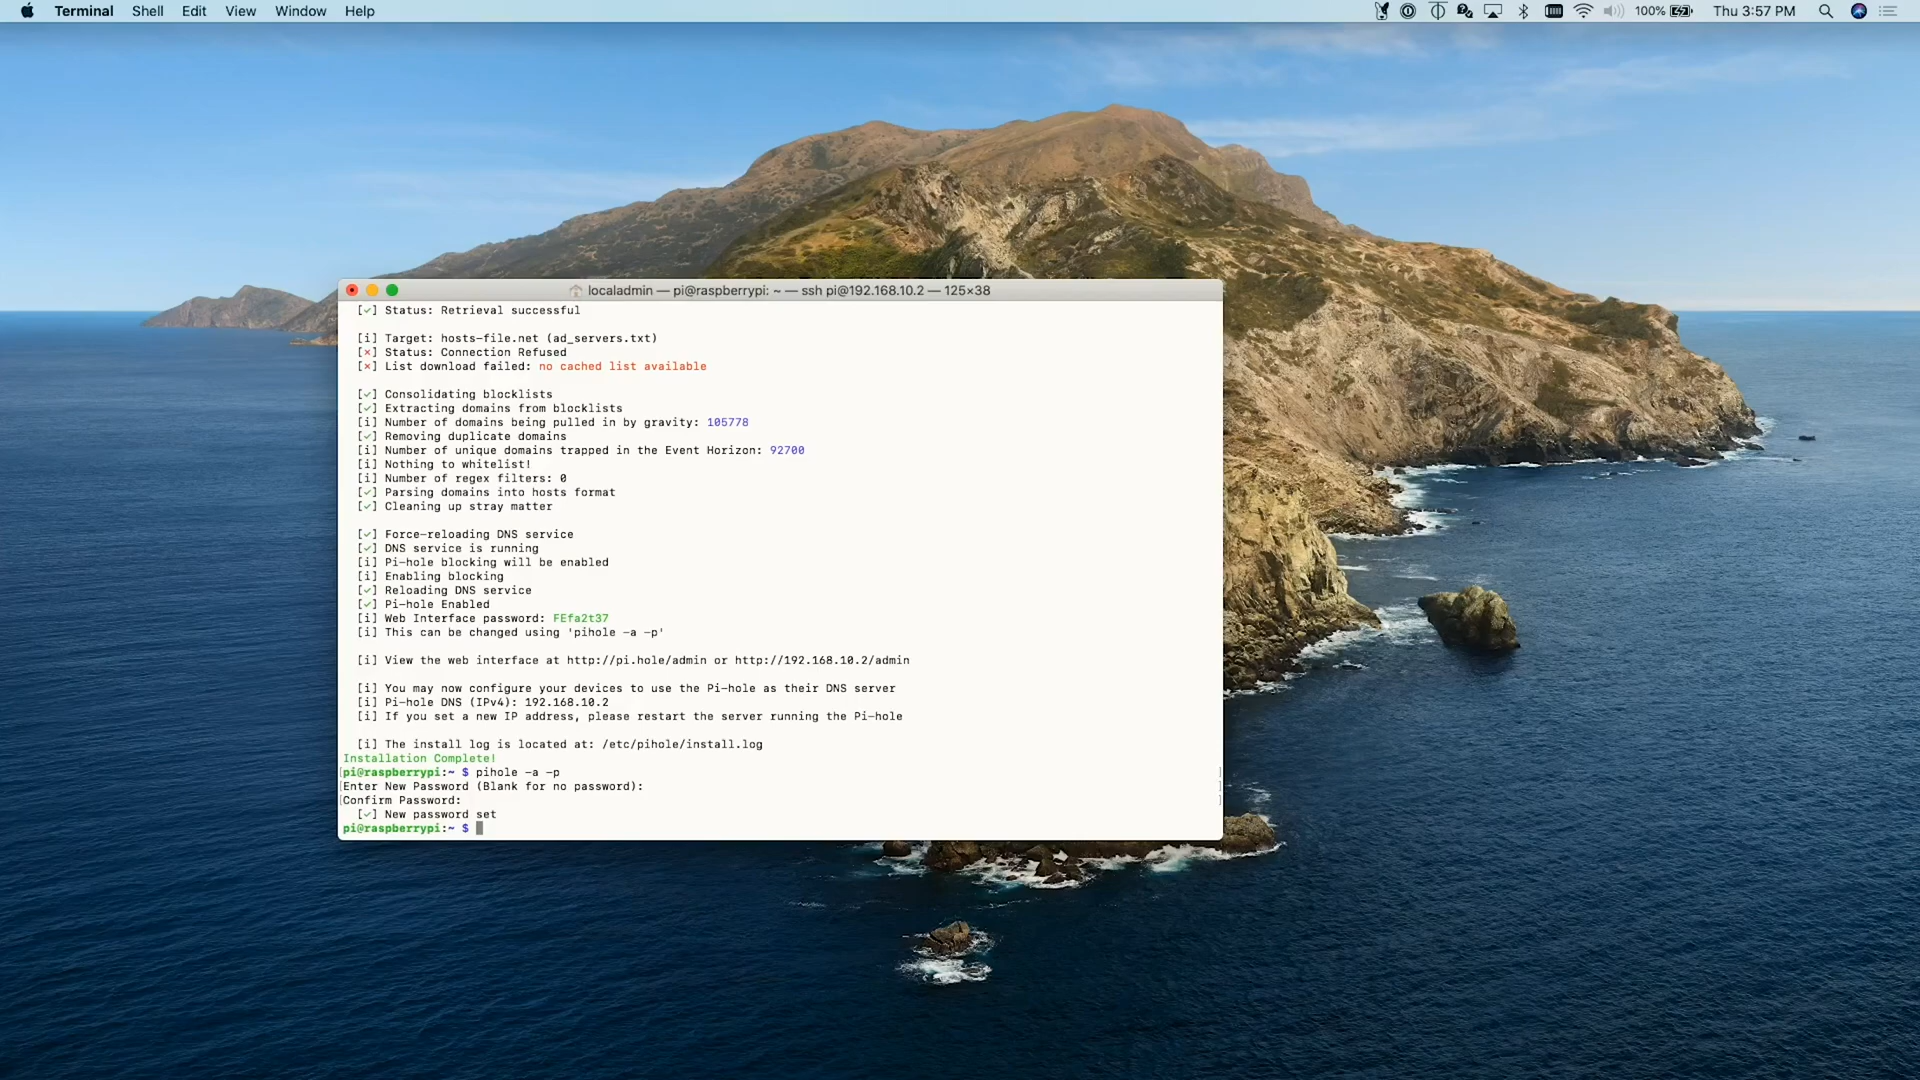 Terminal Shell Edit View Window Help 100% Thu 3:57 PM
localadmin — pi@raspberrypi: ~ — ssh pi@192.168.10.2 — 125×38
[✓] Status: Retrieval successful
[i] Target: hosts-file.net (ad_servers.txt)
[✗] Status: Connection Refused
[✗] List download failed: no cached list available
[✓] Consolidating blocklists
[✓] Extracting domains from blocklists
[i] Number of domains being pulled in by gravity: 105778
[✓] Removing duplicate domains
[i] Number of unique domains trapped in the Event Horizon: 92700
[i] Nothing to whitelist!
[i] Number of regex filters: 0
[✓] Parsing domains into hosts format
[✓] Cleaning up stray matter
[✓] Force-reloading DNS service
[✓] DNS service is running
[i] Pi-hole blocking will be enabled
[i] Enabling blocking
[✓] Reloading DNS service
[✓] Pi-hole Enabled
[i] Web Interface password: FEfa2t37
[i] This can be changed using 'pihole -a -p'
[i] View the web interface at http://pi.hole/admin or http://192.168.10.2/admin
[i] You may now configure your devices to use the Pi-hole as their DNS server
[i] Pi-hole DNS (IPv4): 192.168.10.2
[i] If you set a new IP address, please restart the server running the Pi-hole
[i] The install log is located at: /etc/pihole/install.log
Installation Complete!
[pi@raspberrypi:~ $ pihole -a -p ]
[Enter New Password (Blank for no password):
[Confirm Password: ]
[✓] New password set
pi@raspberrypi:~ $